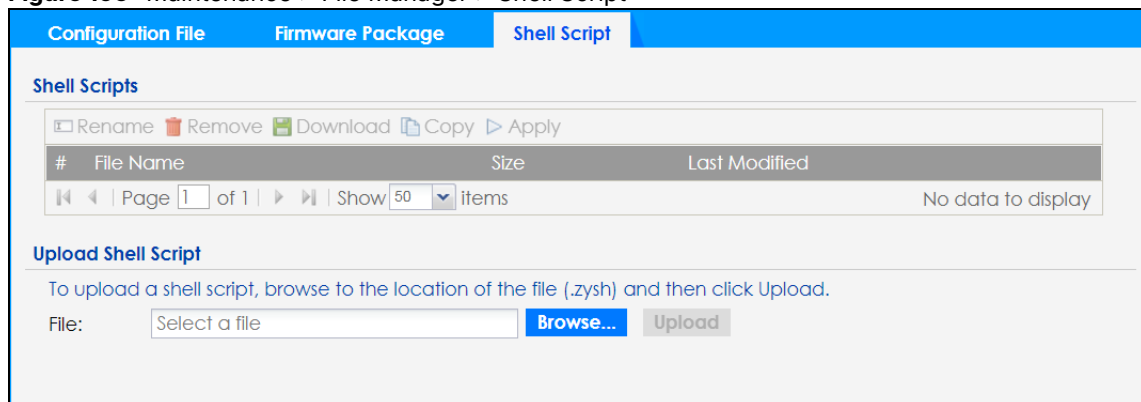 Configuration File Firmware Package Shell Script
Shell Scripts
Rename Remove Download Copy Apply
# File Name Size Last Modified
Page 1 of 1 Show 50 items No data to display
Upload Shell Script
To upload a shell script, browse to the location of the file (.zysh) and then click Upload.
File: Select a file Browse... Upload